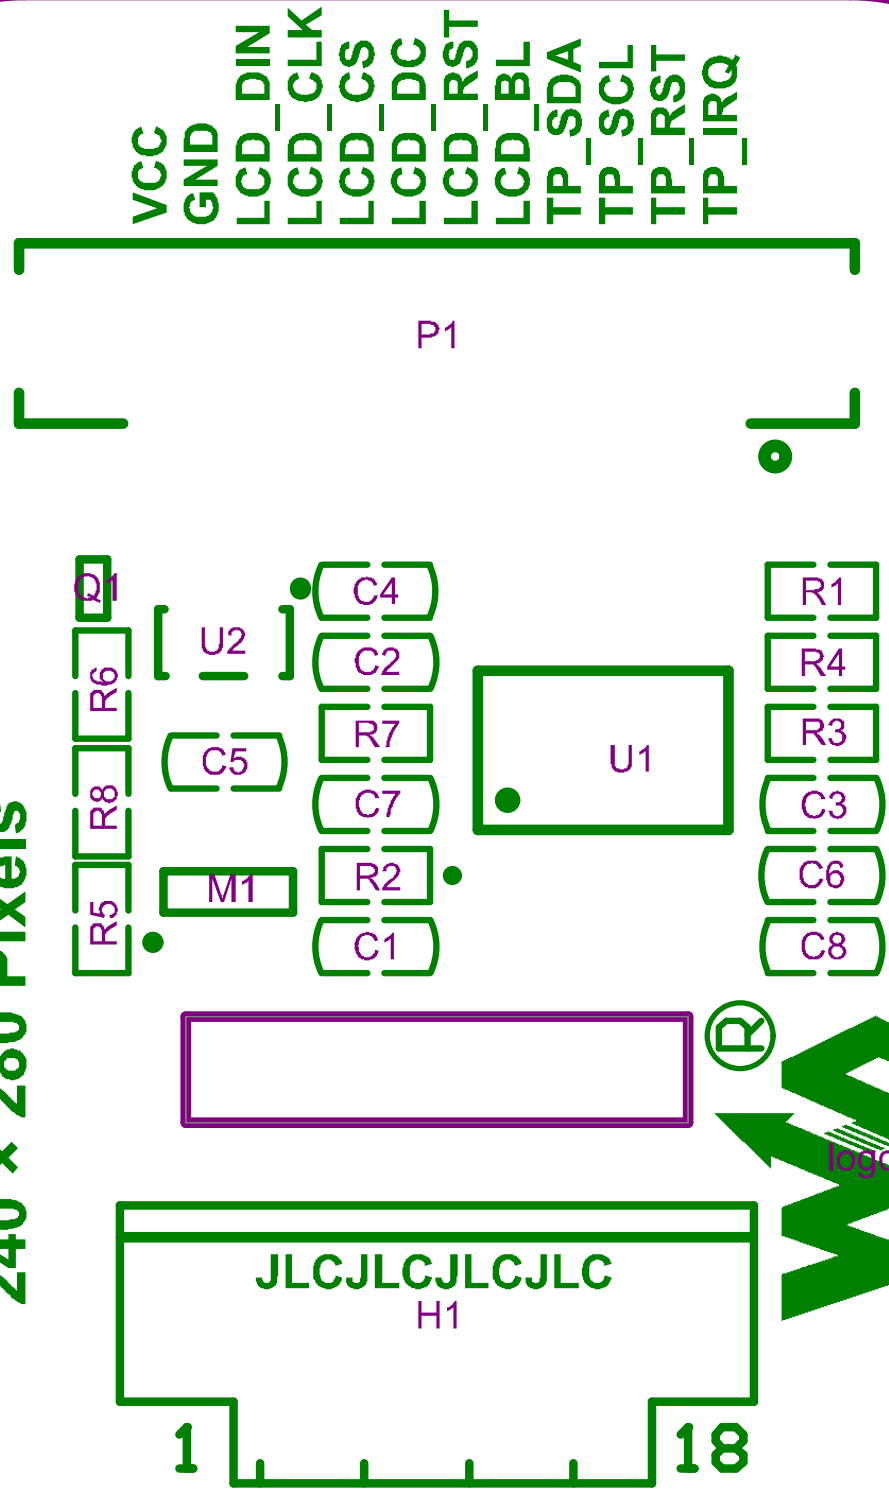 VCC
GND
LCD_DIN
LCD_CLK
LCD_CS
LCD_DC
LCD_RST
LCD_BL
TP_SDA
TP_SCL
TP_RST
TP_IRQ
P1
Q1
U2
C4
R1
R6
C2
R4
C5
R7
U1
R3
R8
C7
C3
M1
R2
C6
R5
C1
C8
240 × 280 Pixels
®
logo
JLCJLCJLCJLC
H1
1
18